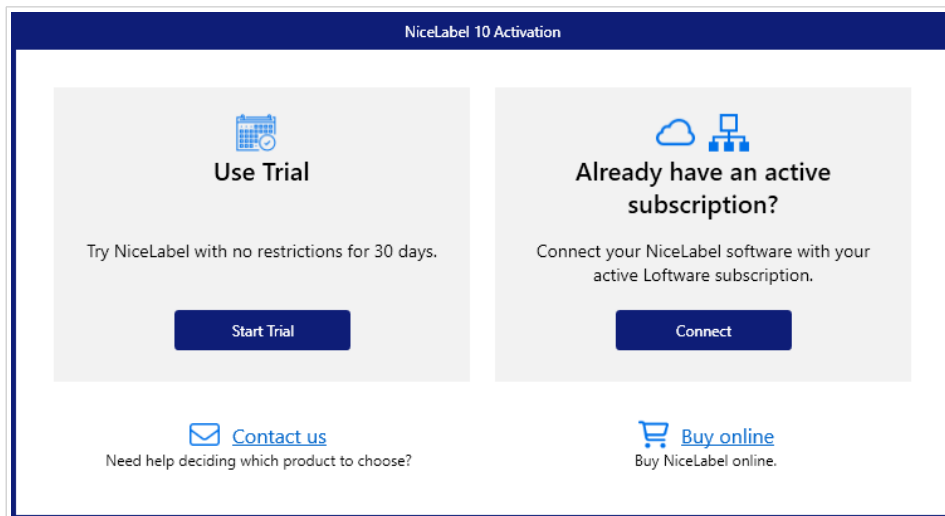 NiceLabel 10 Activation
Use Trial
Try NiceLabel with no restrictions for 30 days.
Start Trial
Already have an active
subscription?
Connect your NiceLabel software with your
active Loftware subscription.
Connect
Contact us
Need help deciding which product to choose?
Buy online
Buy NiceLabel online.